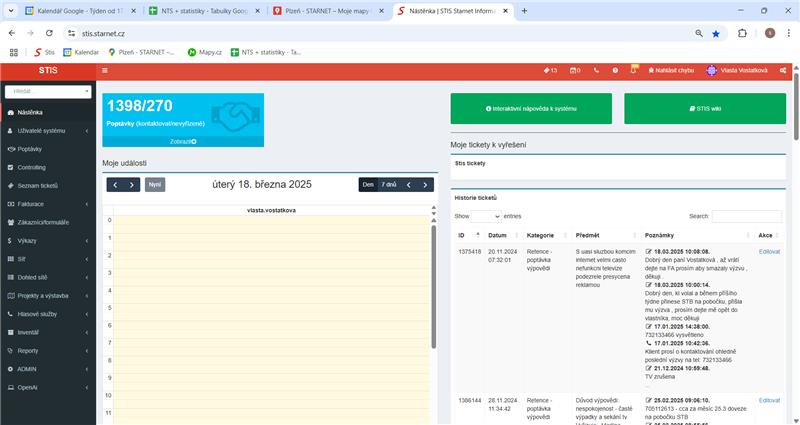 Kalendář Google - Týden od 17
NTS + statistiky - Tabulky Goog
Plzeň - STARNET – Moje mapy
Nástěnka | STIS Starnet Informa
stis.starnet.cz
Stis
Kalendar
Plzeň - STARNET –...
Mapy.cz
NTS + statistiky - Ta...
STIS
13
0
Nahlásit chybu
Vlasta Vostatková
Hledat...
Nástěnka
Uživatelé systému
Poptávky
Controlling
Seznam ticketů
Fakturace
Zákazníci/formuláře
Výkazy
Síť
Dohled sítě
Projekty a výstavba
Hlasové služby
Inventář
Reporty
ADMIN
OpenAi
1398/270
Poptávky (kontaktovat/nevyřízené)
Zobrazit
Moje události
Nyní
úterý 18. března 2025
Den
7 dnů
vlasta.vostatkova
0
1
2
3
4
5
6
7
8
9
10
11
Interaktivní nápověda k systému
STIS wiki
Moje tickety k vyřešení
Stis tickety
Historie ticketů
Show
entries
Search:
ID
Datum
Kategorie
Předmět
Poznámky
Akce
1375418
20.11.2024
07:32:01
Retence -
poptávka
výpovědi
S uasi sluzbou komcim
internet velmi casto
nefunkcni televize
podezrele presycena
reklamou
18.03.2025 10:08:08.
Dobrý den paní Vostatková , až vrátí
dejte na FA prosím aby smazaly výzvu ,
děkuji .
18.03.2025 10:00:14.
Dobrý den, kl volal a během příšího
týdne přinese STB na pobočku, přišla
mu výzva , prosím dejte mě opět do
vlastníka, moc děkuji
17.01.2025 14:38:00.
732133466 vysvětleno
17.01.2025 10:42:36.
Klient prosí o kontaktování ohledně
poslední výzvy na tel: 732133466
21.12.2024 10:59:48.
TV zrušena
...
Editovat
1386144
28.11.2024
11:34:42
Retence -
poptávka
výpovědi
Důvod výpovědi:
nespokojenost - časté
výpadky a sekání tv
25.02.2025 09:06:10.
705112613 - cca za měsíc 25.3 doveze
na pobočku STB
Editovat